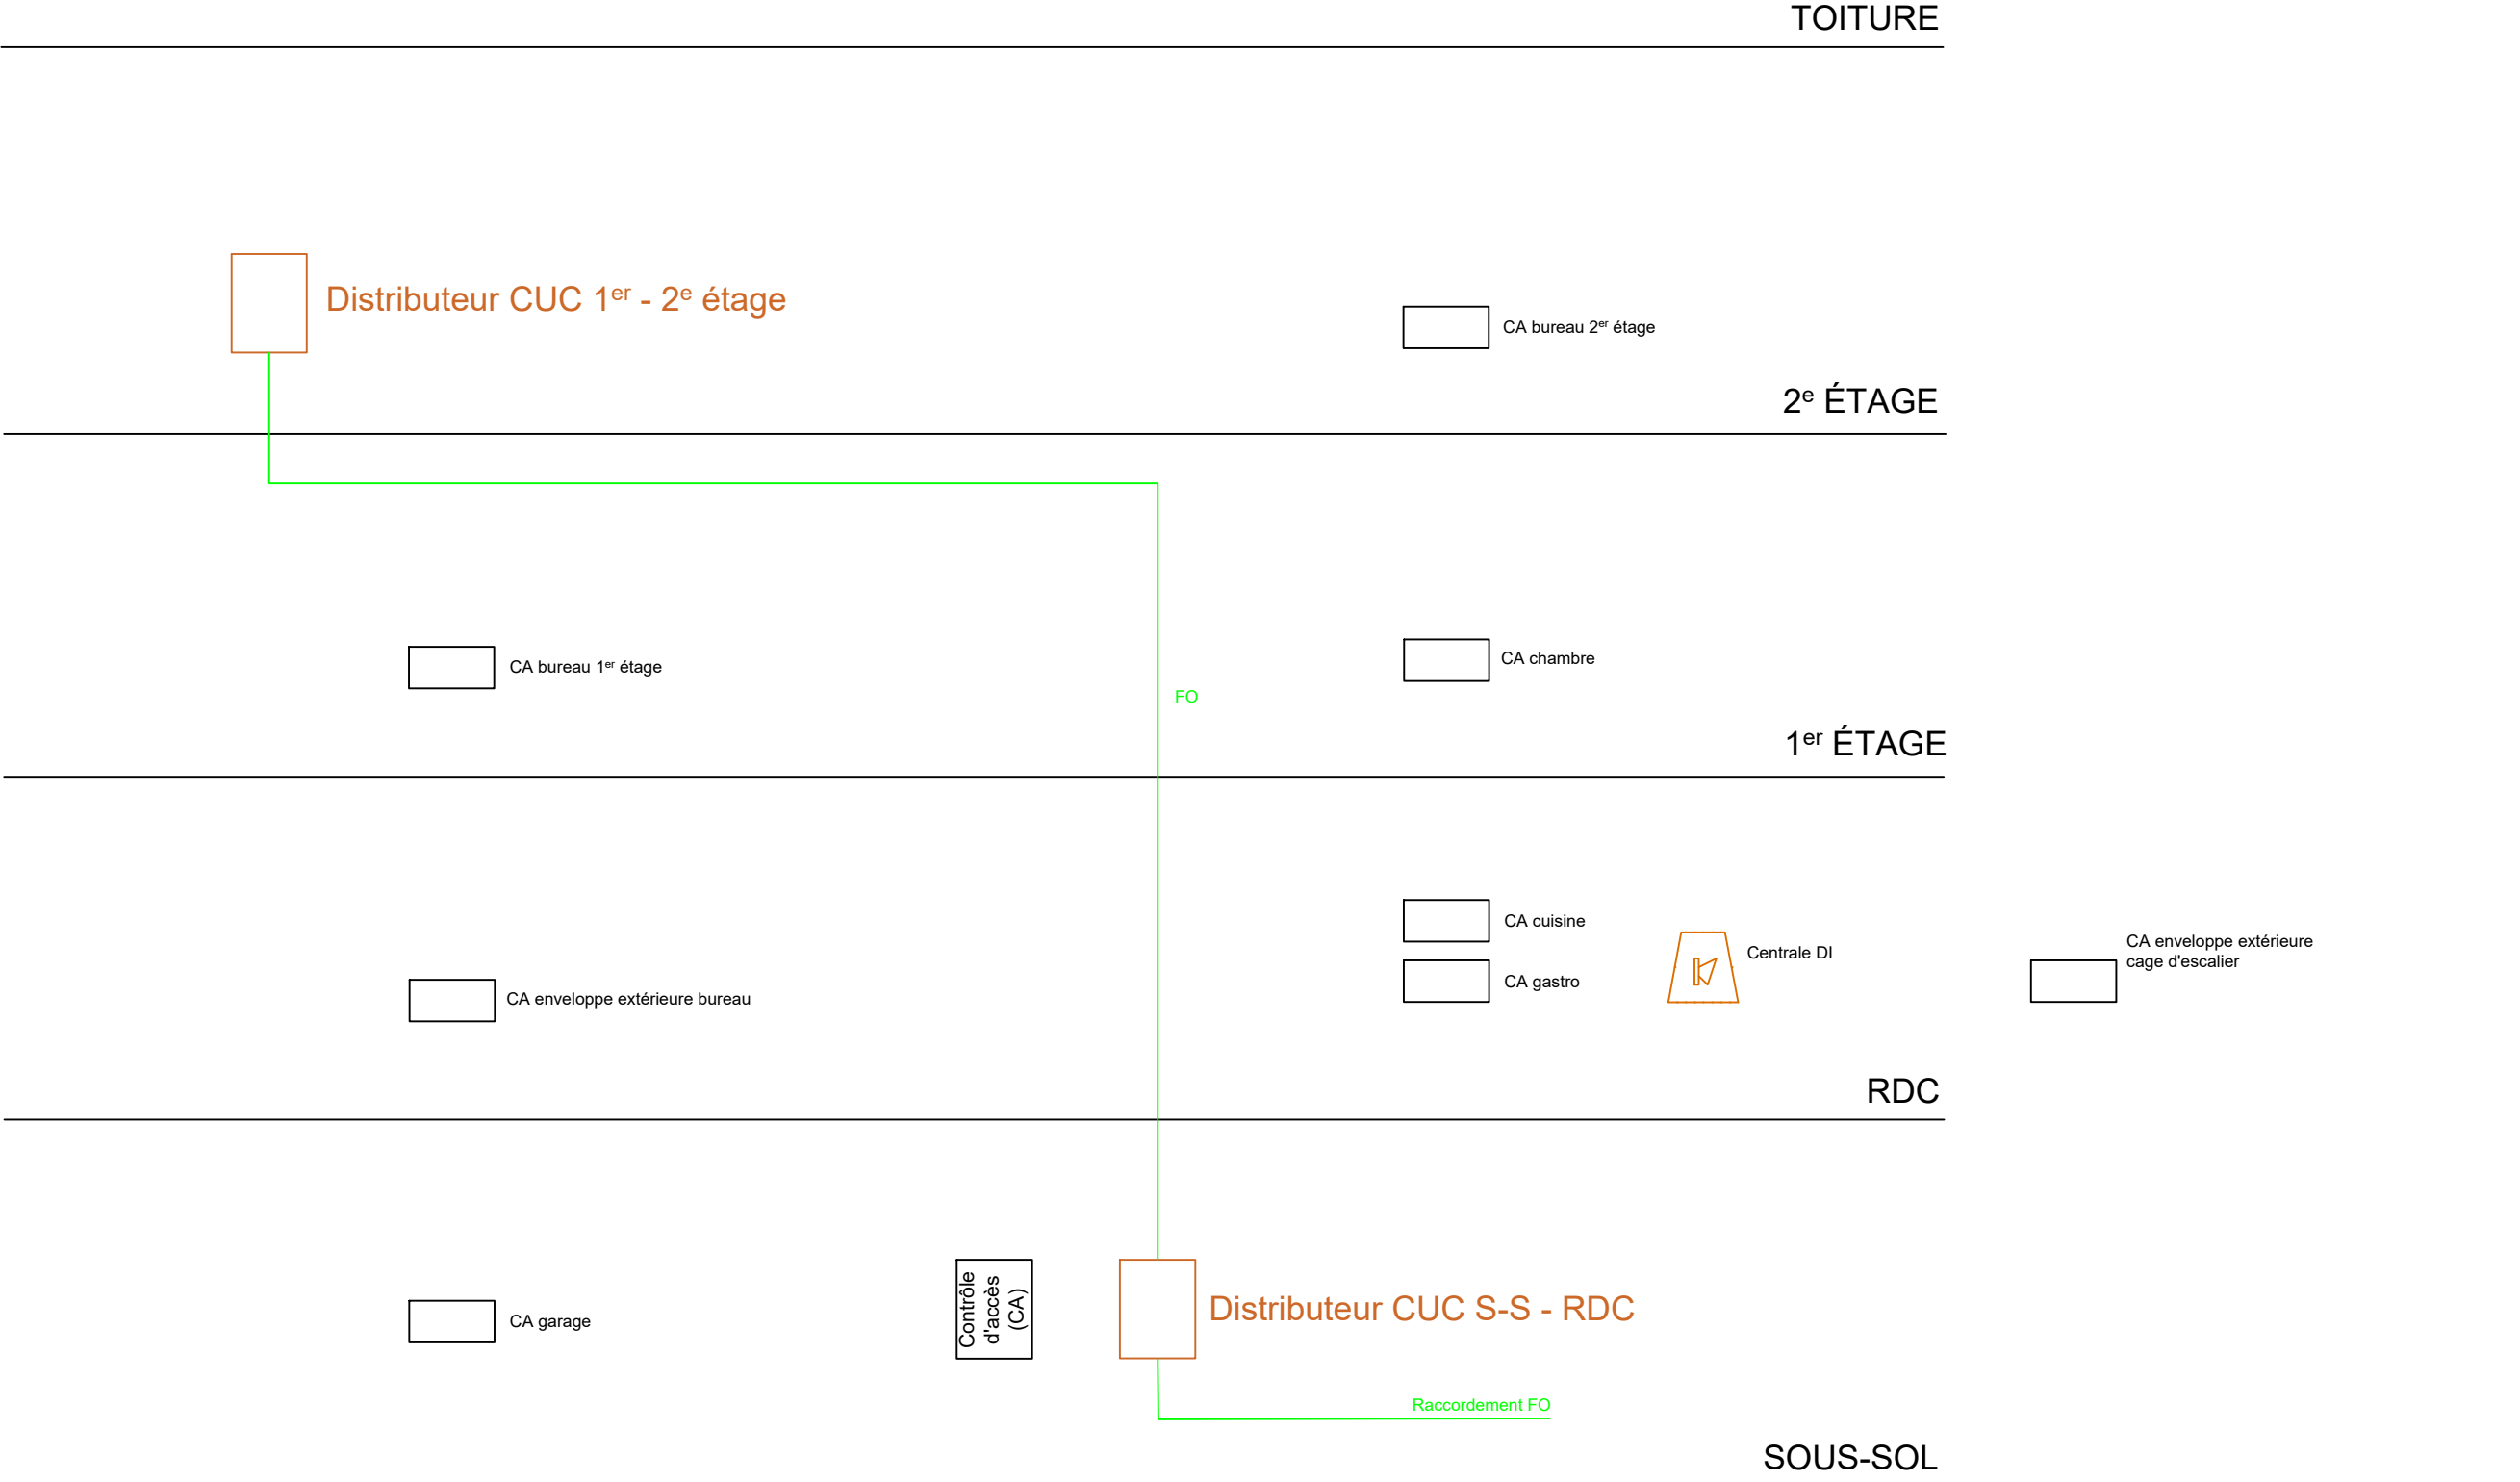 TOITURE
Distributeur CUC 1er - 2e étage
CA bureau 2er étage
2e ÉTAGE
CA bureau 1er étage
CA chambre
FO
1er ÉTAGE
CA cuisine
CA gastro
Centrale DI
CA enveloppe extérieure
cage d'escalier
CA enveloppe extérieure bureau
RDC
Contrôle
d'accès
(CA)
Distributeur CUC S-S - RDC
CA garage
Raccordement FO
SOUS-SOL